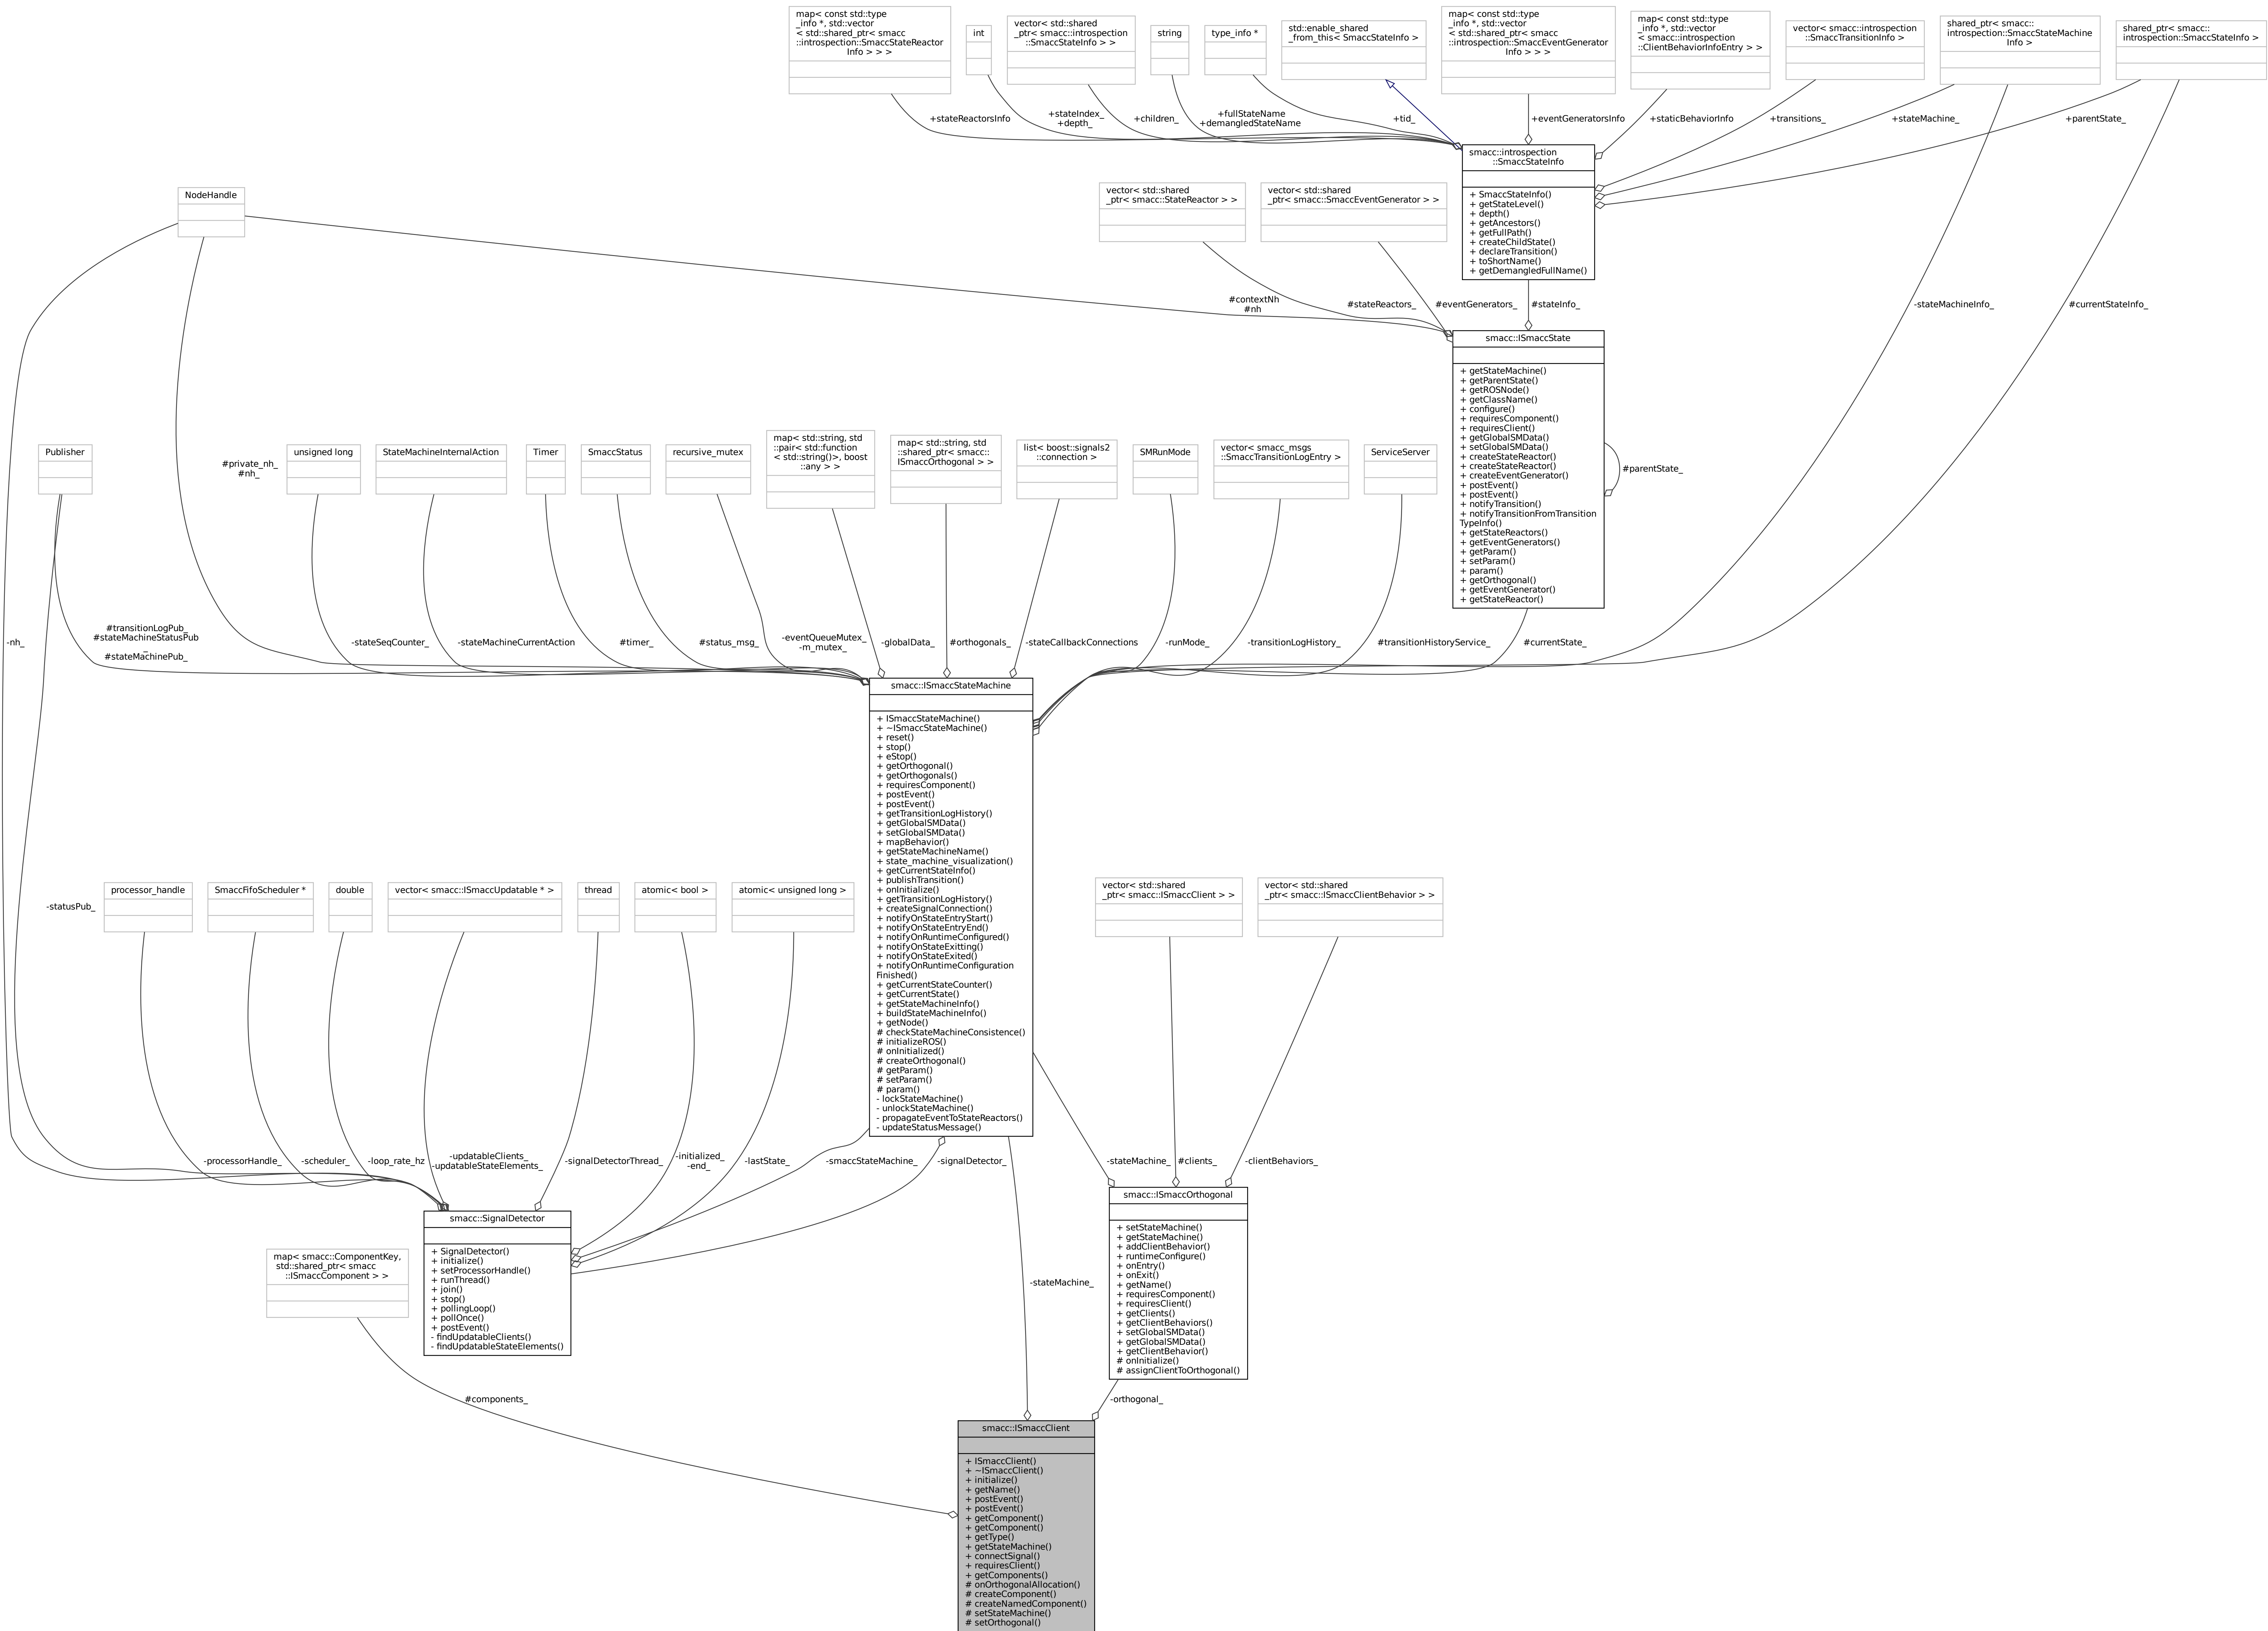 map< const std::type
_info *, std::vector
< std::shared_ptr< smacc
::introspection::SmaccStateReactor
Info > > >
int
vector< std::shared
_ptr< smacc::introspection
::SmaccStateInfo > >
string
type_info *
std::enable_shared
_from_this< SmaccStateInfo >
map< const std::type
_info *, std::vector
< std::shared_ptr< smacc
::introspection::SmaccEventGenerator
Info > > >
map< const std::type
_info *, std::vector
< smacc::introspection
::ClientBehaviorInfoEntry > >
vector< smacc::introspection
::SmaccTransitionInfo >
shared_ptr< smacc::
introspection::SmaccStateMachine
Info >
shared_ptr< smacc::
introspection::SmaccStateInfo >
+stateReactorsInfo
+stateIndex_
+depth_
+children_
+fullStateName
+demangledStateName
+tid_
+eventGeneratorsInfo
+staticBehaviorInfo
+transitions_
+stateMachine_
+parentState_
smacc::introspection
::SmaccStateInfo
+ SmaccStateInfo()
+ getStateLevel()
+ depth()
+ getAncestors()
+ getFullPath()
+ createChildState()
+ declareTransition()
+ toShortName()
+ getDemangledFullName()
NodeHandle
vector< std::shared
_ptr< smacc::StateReactor > >
vector< std::shared
_ptr< smacc::SmaccEventGenerator > >
#contextNh
#nh
#stateReactors_
#eventGenerators_
#stateInfo_
-stateMachineInfo_
#currentStateInfo_
smacc::ISmaccState
+ getStateMachine()
+ getParentState()
+ getROSNode()
+ getClassName()
+ configure()
+ requiresComponent()
+ requiresClient()
+ getGlobalSMData()
+ setGlobalSMData()
+ createStateReactor()
+ createStateReactor()
+ createEventGenerator()
+ postEvent()
+ postEvent()
+ notifyTransition()
+ notifyTransitionFromTransition
TypeInfo()
+ getStateReactors()
+ getEventGenerators()
+ getParam()
+ setParam()
+ param()
+ getOrthogonal()
+ getEventGenerator()
+ getStateReactor()
#parentState_
Publisher
#private_nh_
#nh_
unsigned long
StateMachineInternalAction
Timer
SmaccStatus
recursive_mutex
map< std::string, std
::pair< std::function
< std::string()>, boost
::any > >
map< std::string, std
::shared_ptr< smacc::
ISmaccOrthogonal > >
list< boost::signals2
::connection >
SMRunMode
vector< smacc_msgs
::SmaccTransitionLogEntry >
ServiceServer
-nh_
#transitionLogPub_
#stateMachineStatusPub
_
#stateMachinePub_
-stateSeqCounter_
-stateMachineCurrentAction
#timer_
#status_msg_
-eventQueueMutex_
-m_mutex_
-globalData_
#orthogonals_
-stateCallbackConnections
-runMode_
-transitionLogHistory_
#transitionHistoryService_
#currentState_
smacc::ISmaccStateMachine
+ ISmaccStateMachine()
+ ~ISmaccStateMachine()
+ reset()
+ stop()
+ eStop()
+ getOrthogonal()
+ getOrthogonals()
+ requiresComponent()
+ postEvent()
+ postEvent()
+ getTransitionLogHistory()
+ getGlobalSMData()
+ setGlobalSMData()
+ mapBehavior()
+ getStateMachineName()
+ state_machine_visualization()
+ getCurrentStateInfo()
+ publishTransition()
+ onInitialize()
+ getTransitionLogHistory()
+ createSignalConnection()
+ notifyOnStateEntryStart()
+ notifyOnStateEntryEnd()
+ notifyOnRuntimeConfigured()
+ notifyOnStateExitting()
+ notifyOnStateExited()
+ notifyOnRuntimeConfiguration
Finished()
+ getCurrentStateCounter()
+ getCurrentState()
+ getStateMachineInfo()
+ buildStateMachineInfo()
+ getNode()
# checkStateMachineConsistence()
# initializeROS()
# onInitialized()
# createOrthogonal()
# getParam()
# setParam()
# param()
- lockStateMachine()
- unlockStateMachine()
- propagateEventToStateReactors()
- updateStatusMessage()
-statusPub_
processor_handle
SmaccFifoScheduler *
double
vector< smacc::ISmaccUpdatable * >
thread
atomic< bool >
atomic< unsigned long >
vector< std::shared
_ptr< smacc::ISmaccClient > >
vector< std::shared
_ptr< smacc::ISmaccClientBehavior > >
-processorHandle_
-scheduler_
-loop_rate_hz
-updatableClients_
-updatableStateElements_
-signalDetectorThread_
-initialized_
-end_
-lastState_
-smaccStateMachine_
-signalDetector_
-stateMachine_
#clients_
-clientBehaviors_
smacc::SignalDetector
+ SignalDetector()
+ initialize()
+ setProcessorHandle()
+ runThread()
+ join()
+ stop()
+ pollingLoop()
+ pollOnce()
+ postEvent()
- findUpdatableClients()
- findUpdatableStateElements()
smacc::ISmaccOrthogonal
+ setStateMachine()
+ getStateMachine()
+ addClientBehavior()
+ runtimeConfigure()
+ onEntry()
+ onExit()
+ getName()
+ requiresComponent()
+ requiresClient()
+ getClients()
+ getClientBehaviors()
+ setGlobalSMData()
+ getGlobalSMData()
+ getClientBehavior()
# onInitialize()
# assignClientToOrthogonal()
map< smacc::ComponentKey,
std::shared_ptr< smacc
::ISmaccComponent > >
-stateMachine_
#components_
-orthogonal_
smacc::ISmaccClient
+ ISmaccClient()
+ ~ISmaccClient()
+ initialize()
+ getName()
+ postEvent()
+ postEvent()
+ getComponent()
+ getComponent()
+ getType()
+ getStateMachine()
+ connectSignal()
+ requiresClient()
+ getComponents()
# onOrthogonalAllocation()
# createComponent()
# createNamedComponent()
# setStateMachine()
# setOrthogonal()